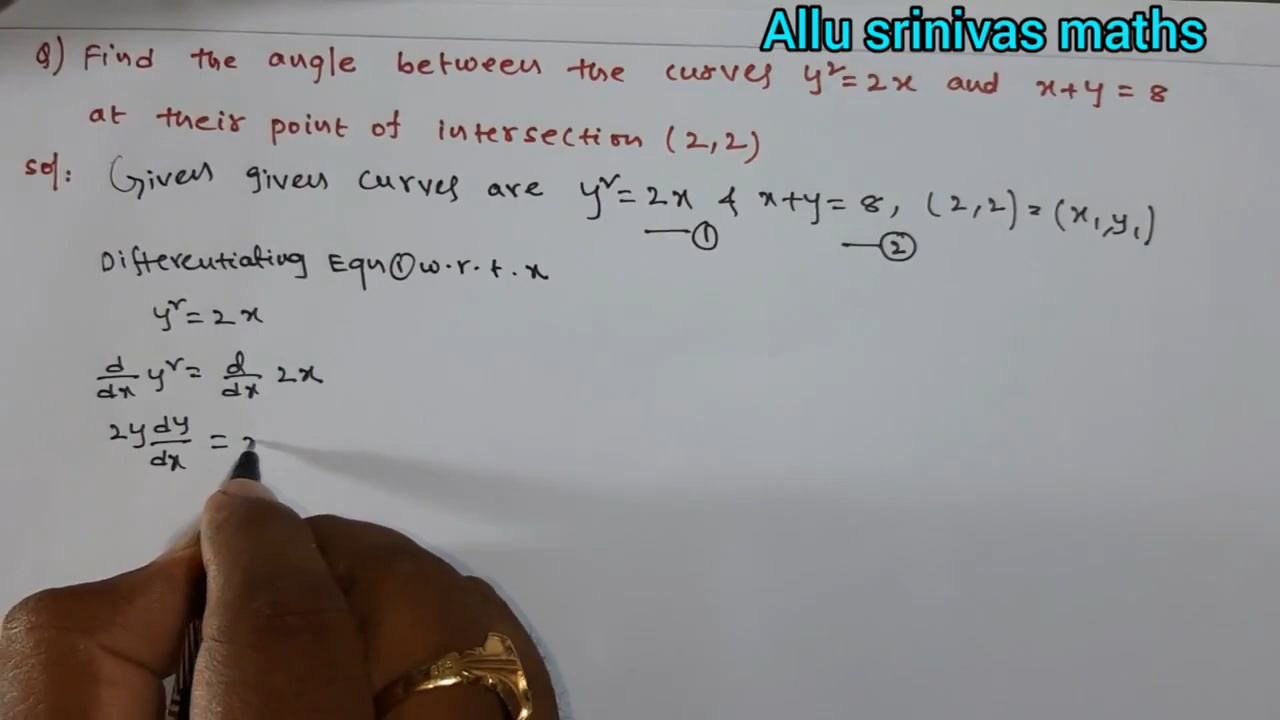 Allu srinivas maths
Q) Find the angle between the curves y² = 2x and x+y = 8
at their point of intersection (2,2)
Sol: Given given curves are y² = 2x & x+y = 8, (2,2) = (x₁,y₁)
—① —②
Differentiating Eqn① w.r.t.x
y² = 2x
d/dx y² = d/dx 2x
2y dy/dx =